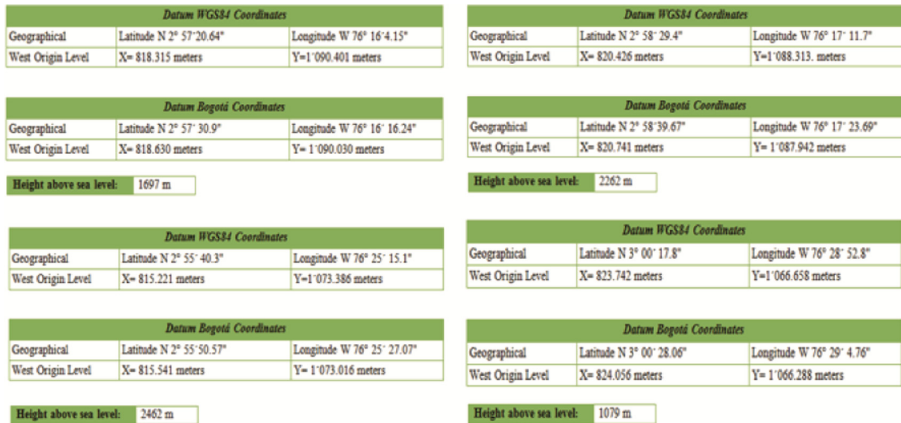 Datum WGS84 Coordinates
Geographical Latitude N 2° 57'20.64" Longitude W 76° 16'4.15"
West Origin Level X= 818.315 meters Y=1'090.401 meters
Datum Bogotá Coordinates
Geographical Latitude N 2° 57' 30.9" Longitude W 76° 16' 16.24"
West Origin Level X= 818.630 meters Y= 1'090.030 meters
Height above sea level: 1697 m
Datum WGS84 Coordinates
Geographical Latitude N 2° 58' 29.4" Longitude W 76° 17' 11.7"
West Origin Level X= 820.426 meters Y=1'088.313. meters
Datum Bogotá Coordinates
Geographical Latitude N 2° 58'39.67" Longitude W 76° 17' 23.69"
West Origin Level X= 820.741 meters Y= 1'087.942 meters
Height above sea level: 2262 m
Datum WGS84 Coordinates
Geographical Latitude N 2° 55' 40.3" Longitude W 76° 25' 15.1"
West Origin Level X= 815.221 meters Y=1'073.386 meters
Datum Bogotá Coordinates
Geographical Latitude N 2° 55'50.57" Longitude W 76° 25' 27.07"
West Origin Level X= 815.541 meters Y= 1'073.016 meters
Height above sea level: 2462 m
Datum WGS84 Coordinates
Geographical Latitude N 3° 00' 17.8" Longitude W 76° 28' 52.8"
West Origin Level X= 823.742 meters Y=1'066.658 meters
Datum Bogotá Coordinates
Geographical Latitude N 3° 00' 28.06" Longitude W 76° 29' 4.76"
West Origin Level X= 824.056 meters Y= 1'066.288 meters
Height above sea level: 1079 m